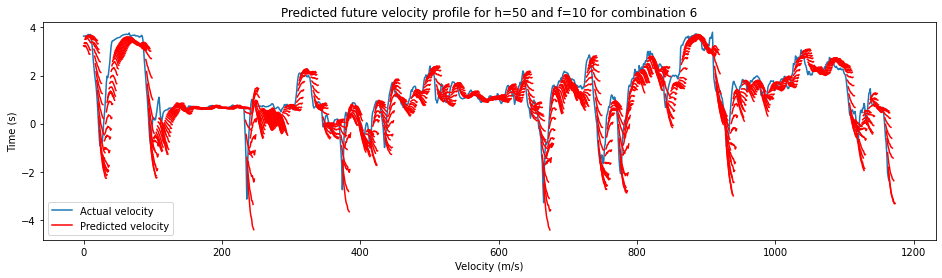 Predicted future velocity profile for h=50 and f=10 for combination 6
4
2
0
−2
−4
Time (s)
Actual velocity
Predicted velocity
0
200
400
600
800
1000
1200
Velocity (m/s)